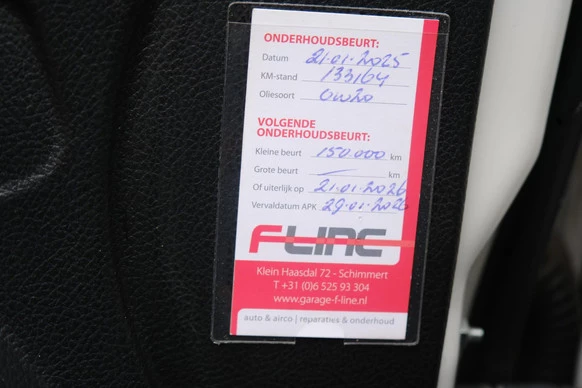 ONDERHOUDSBEURT:
Datum 21.01.2025
KM-stand 133164
Oliesoort 0W20
VOLGENDE
ONDERHOUDSBEURT:
Kleine beurt 150.000 km
Grote beurt — km
Of uiterlijk op 21.01.2026
Vervaldatum APK 29.01.2026
F-LINE
Klein Haasdal 72 - Schimmert
T +31 (0)6 525 93 304
www.garage-f-line.nl
auto & airco | reparaties & onderhoud